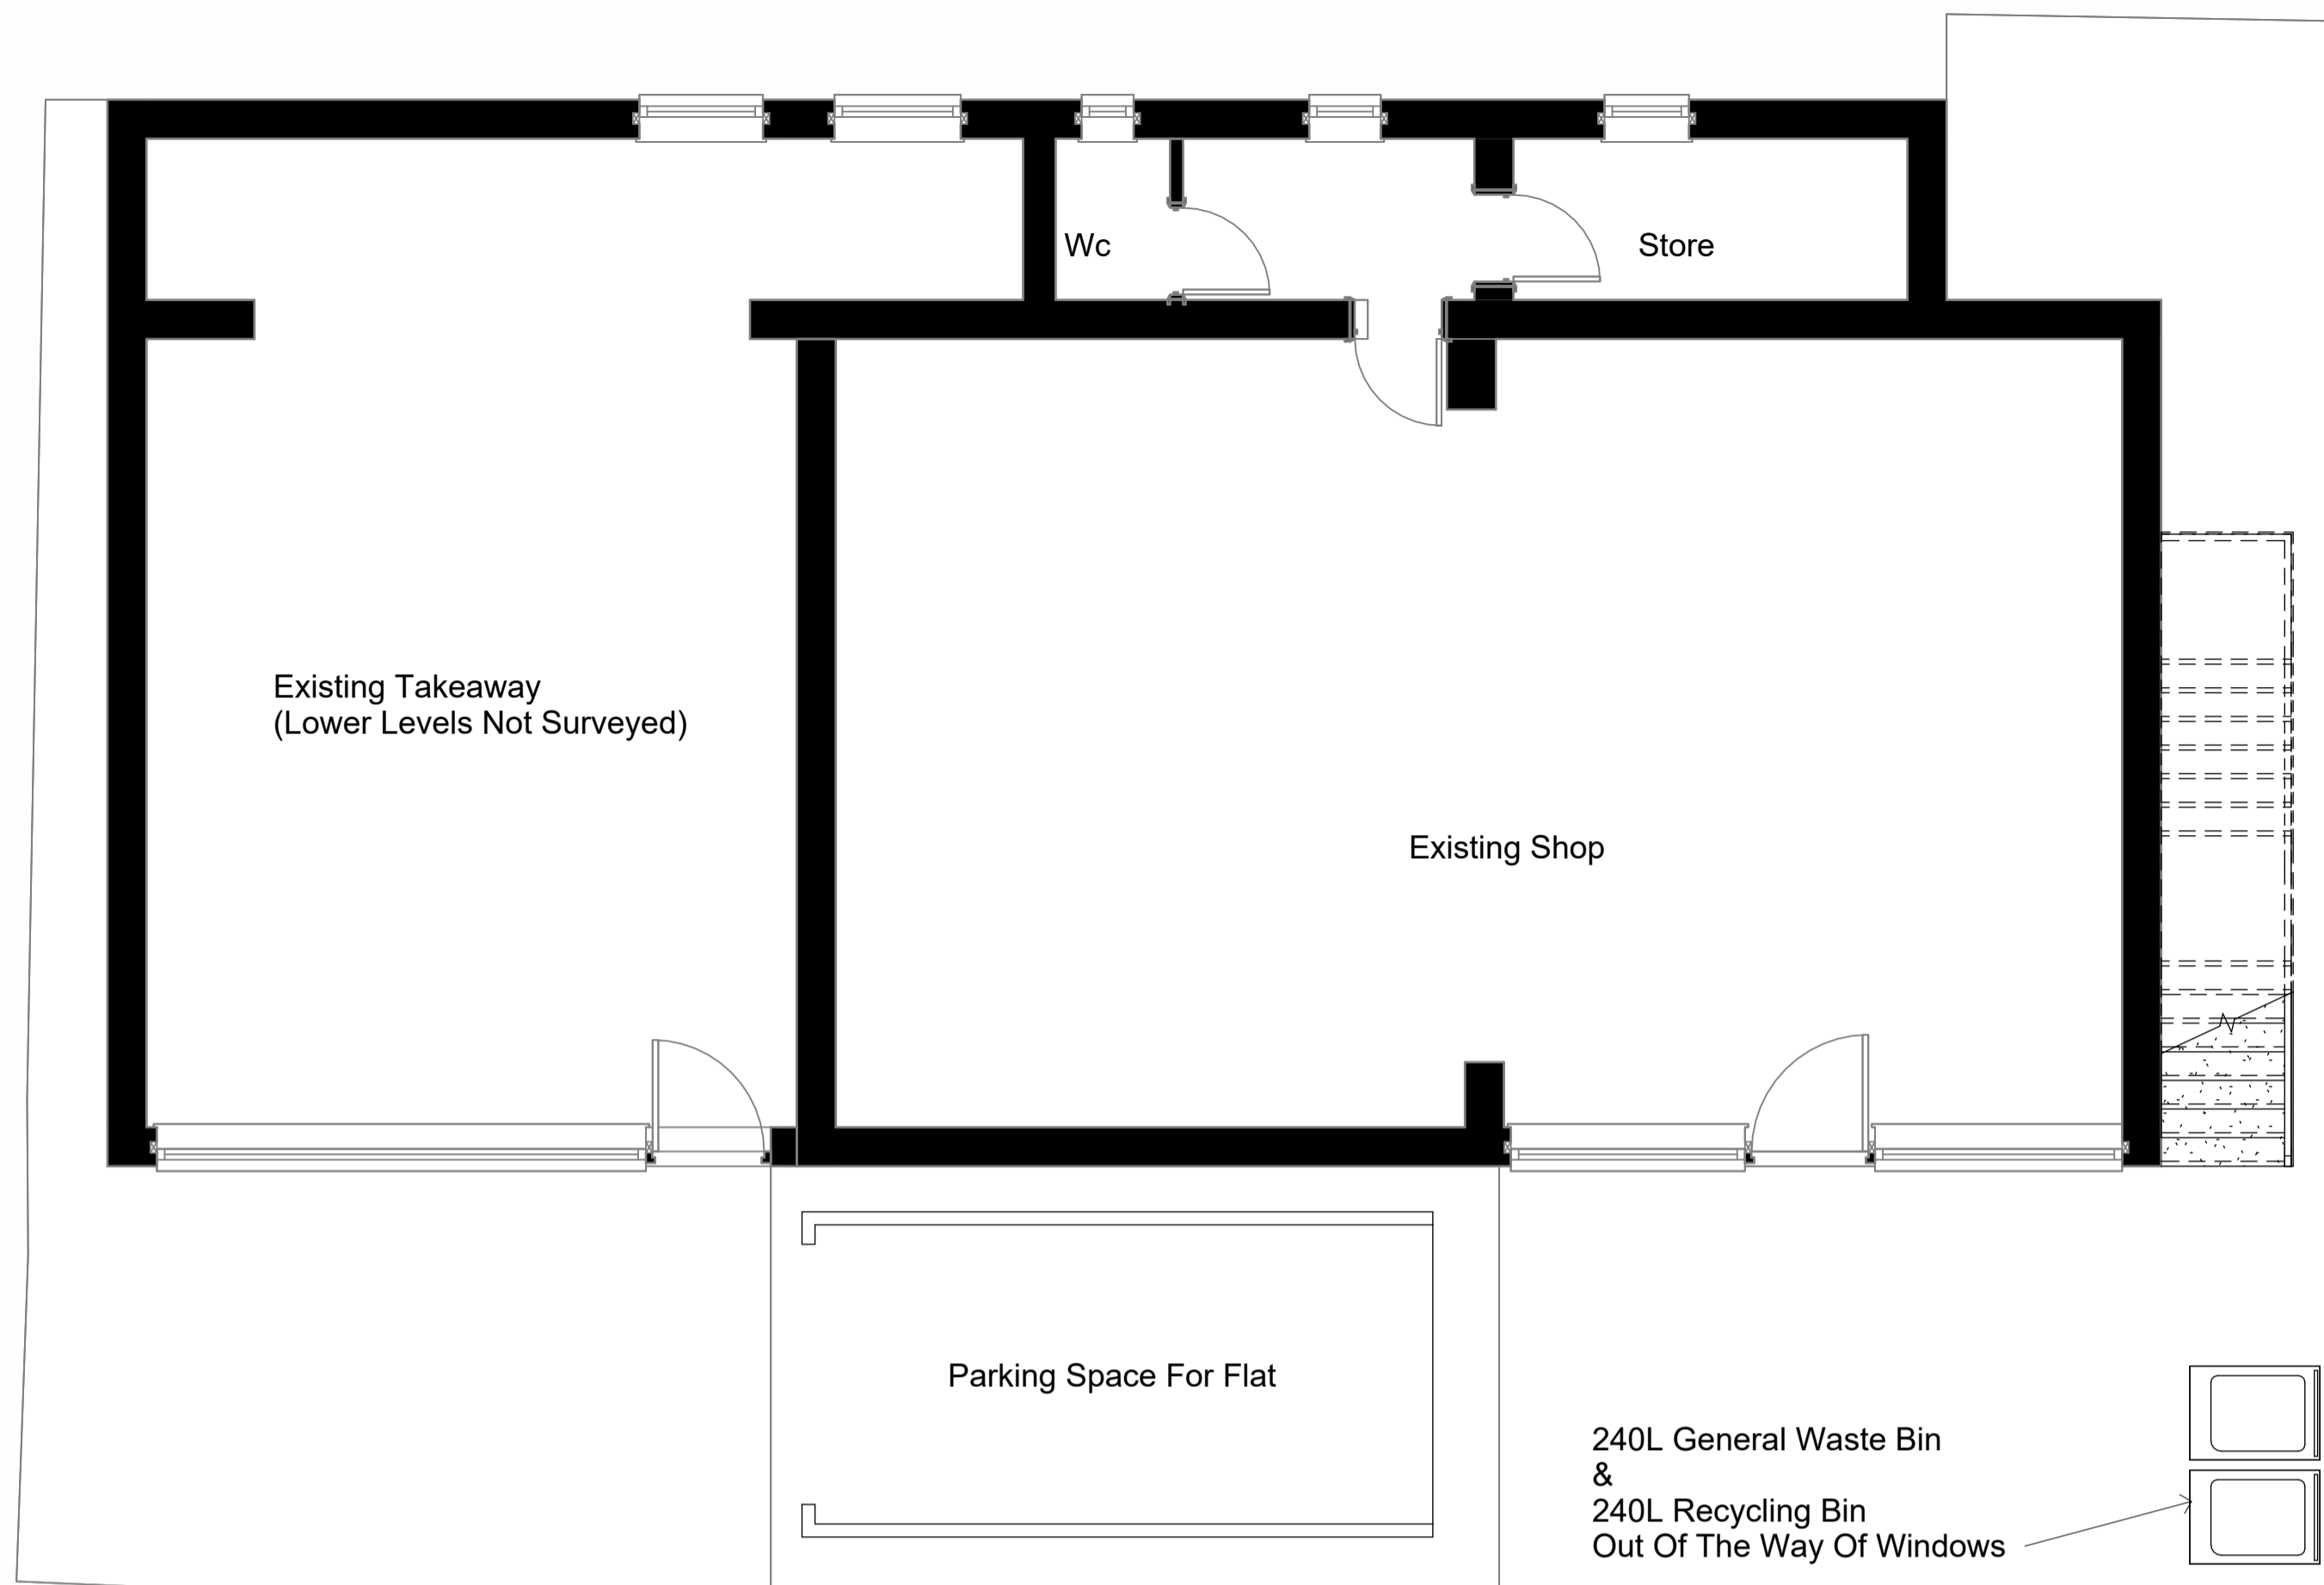 Wc
Store
Existing Takeaway
(Lower Levels Not Surveyed)
Existing Shop
Parking Space For Flat
240L General Waste Bin
&
240L Recycling Bin
Out Of The Way Of Windows